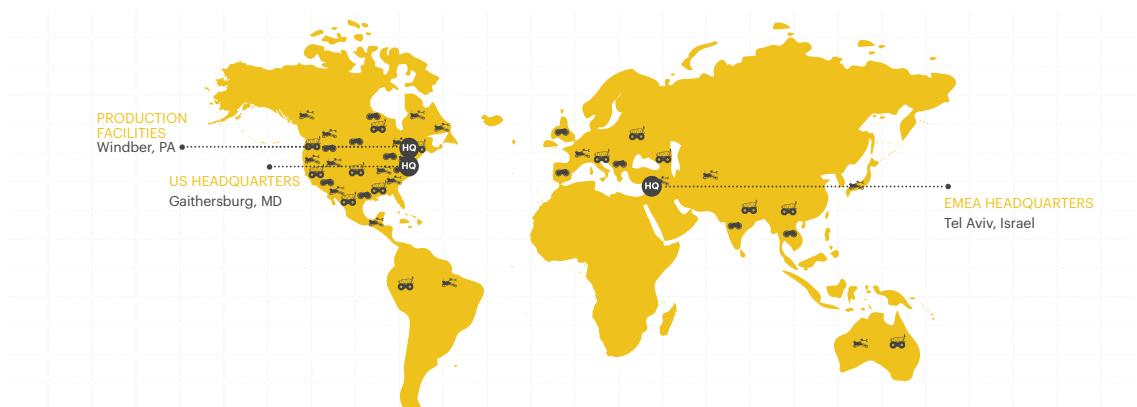 PRODUCTION
FACILITIES
Windber, PA
HQ
HQ
US HEADQUARTERS
Gaithersburg, MD
HQ
EMEA HEADQUARTERS
Tel Aviv, Israel